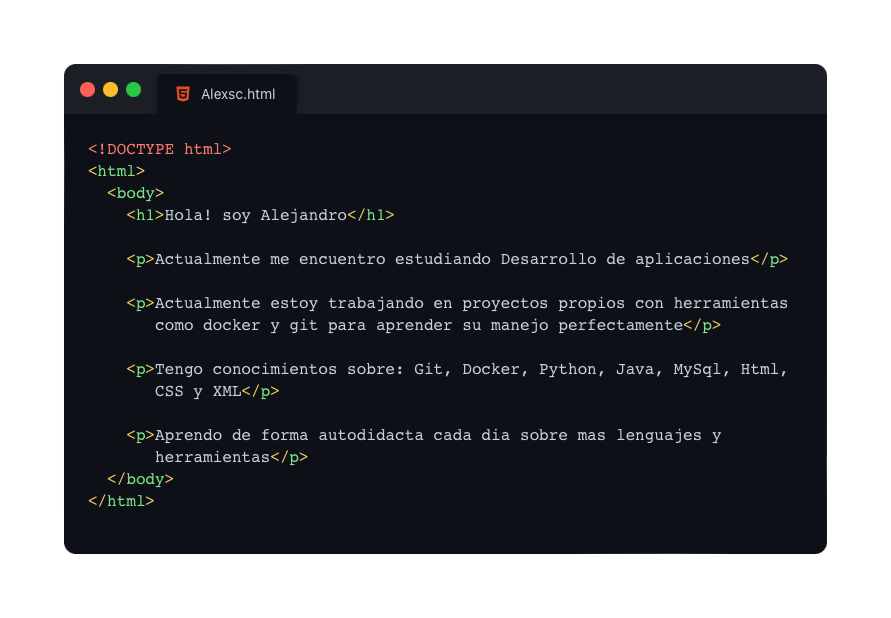 Alexsc.html
<!DOCTYPE html>
<html>
<body>
<h1>Hola! soy Alejandro</h1>
<p>Actualmente me encuentro estudiando Desarrollo de aplicaciones</p>
<p>Actualmente estoy trabajando en proyectos propios con herramientas
como docker y git para aprender su manejo perfectamente</p>
<p>Tengo conocimientos sobre: Git, Docker, Python, Java, MySql, Html,
CSS y XML</p>
<p>Aprendo de forma autodidacta cada dia sobre mas lenguajes y
herramientas</p>
</body>
</html>